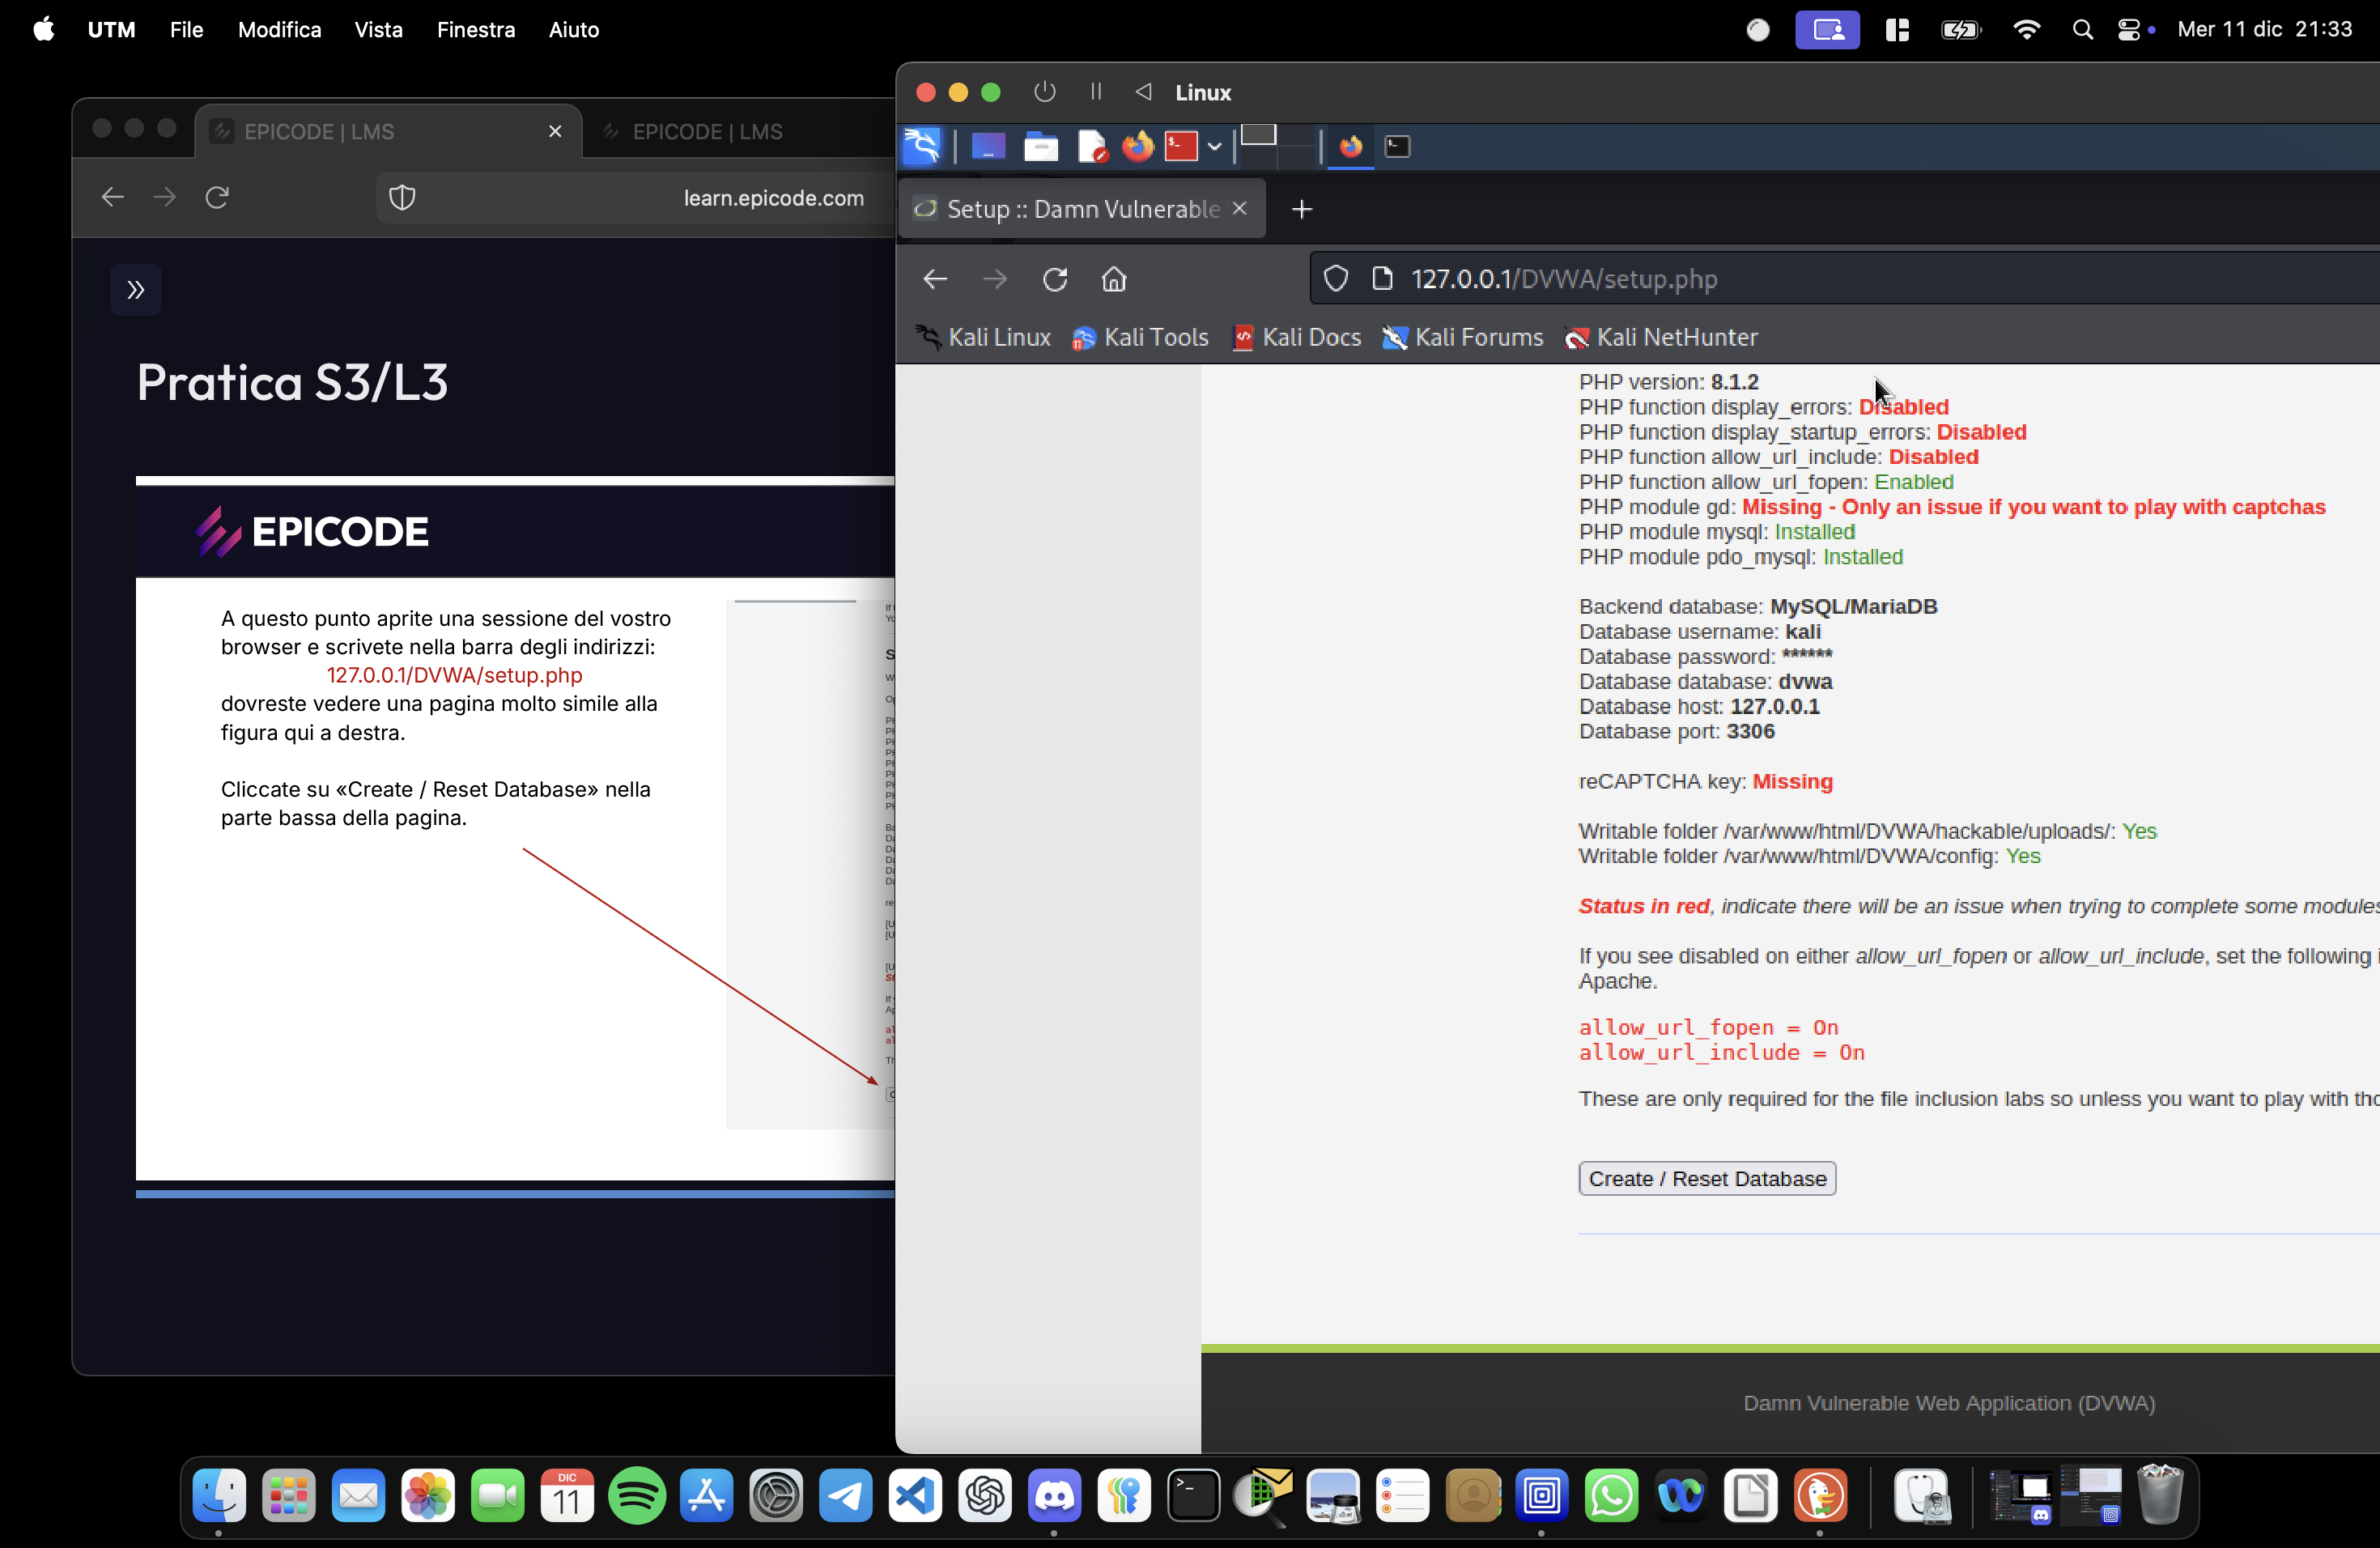 UTM File Modifica Vista Finestra Aiuto
Mer 11 dic 21:33
EPICODE | LMS
EPICODE | LMS
learn.epicode.com
Pratica S3/L3
EPICODE
A questo punto aprite una sessione del vostro
browser e scrivete nella barra degli indirizzi:
127.0.0.1/DVWA/setup.php
dovreste vedere una pagina molto simile alla
figura qui a destra.
Cliccate su «Create / Reset Database» nella
parte bassa della pagina.
Linux
Setup :: Damn Vulnerable
127.0.0.1/DVWA/setup.php
Kali Linux Kali Tools Kali Docs Kali Forums Kali NetHunter
PHP version: 8.1.2
PHP function display_errors: Disabled
PHP function display_startup_errors: Disabled
PHP function allow_url_include: Disabled
PHP function allow_url_fopen: Enabled
PHP module gd: Missing - Only an issue if you want to play with captchas
PHP module mysql: Installed
PHP module pdo_mysql: Installed
Backend database: MySQL/MariaDB
Database username: kali
Database password: ******
Database database: dvwa
Database host: 127.0.0.1
Database port: 3306
reCAPTCHA key: Missing
Writable folder /var/www/html/DVWA/hackable/uploads/: Yes
Writable folder /var/www/html/DVWA/config: Yes
Status in red, indicate there will be an issue when trying to complete some modules
If you see disabled on either allow_url_fopen or allow_url_include, set the following
Apache.
allow_url_fopen = On
allow_url_include = On
These are only required for the file inclusion labs so unless you want to play with
Create / Reset Database
Damn Vulnerable Web Application (DVWA)
DIC
11